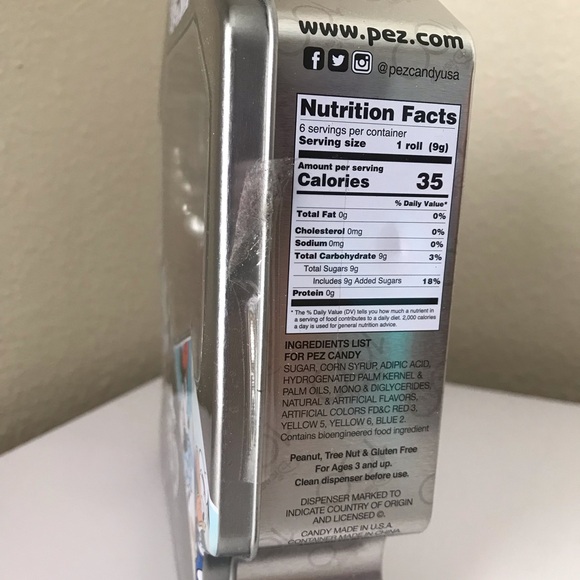 www.pez.com
@pezcandyusa
Nutrition Facts
6 servings per container
Serving size 1 roll (9g)
Amount per serving
Calories 35
% Daily Value*
Total Fat 0g 0%
Cholesterol 0mg 0%
Sodium 0mg 0%
Total Carbohydrate 9g 3%
Total Sugars 9g
Includes 9g Added Sugars 18%
Protein 0g
* The % Daily Value (DV) tells you how much a nutrient in
a serving of food contributes to a daily diet. 2,000 calories
a day is used for general nutrition advice.
INGREDIENTS LIST
FOR PEZ CANDY
SUGAR, CORN SYRUP, ADIPIC ACID,
HYDROGENATED PALM KERNEL &
PALM OILS, MONO & DIGLYCERIDES
NATURAL & ARTIFICIAL FLAVORS,
ARTIFICIAL COLORS FD&C RED 3,
YELLOW 5, YELLOW 6, BLUE 2.
Contains bioengineered food ingredient
Peanut, Tree Nut & Gluten Free
For Ages 3 and up.
Clean dispenser before use.
DISPENSER MARKED TO
INDICATE COUNTRY OF ORIGIN
AND LICENSED ©.
CANDY MADE IN U.S.A.
CONTAINER MADE IN CHINA